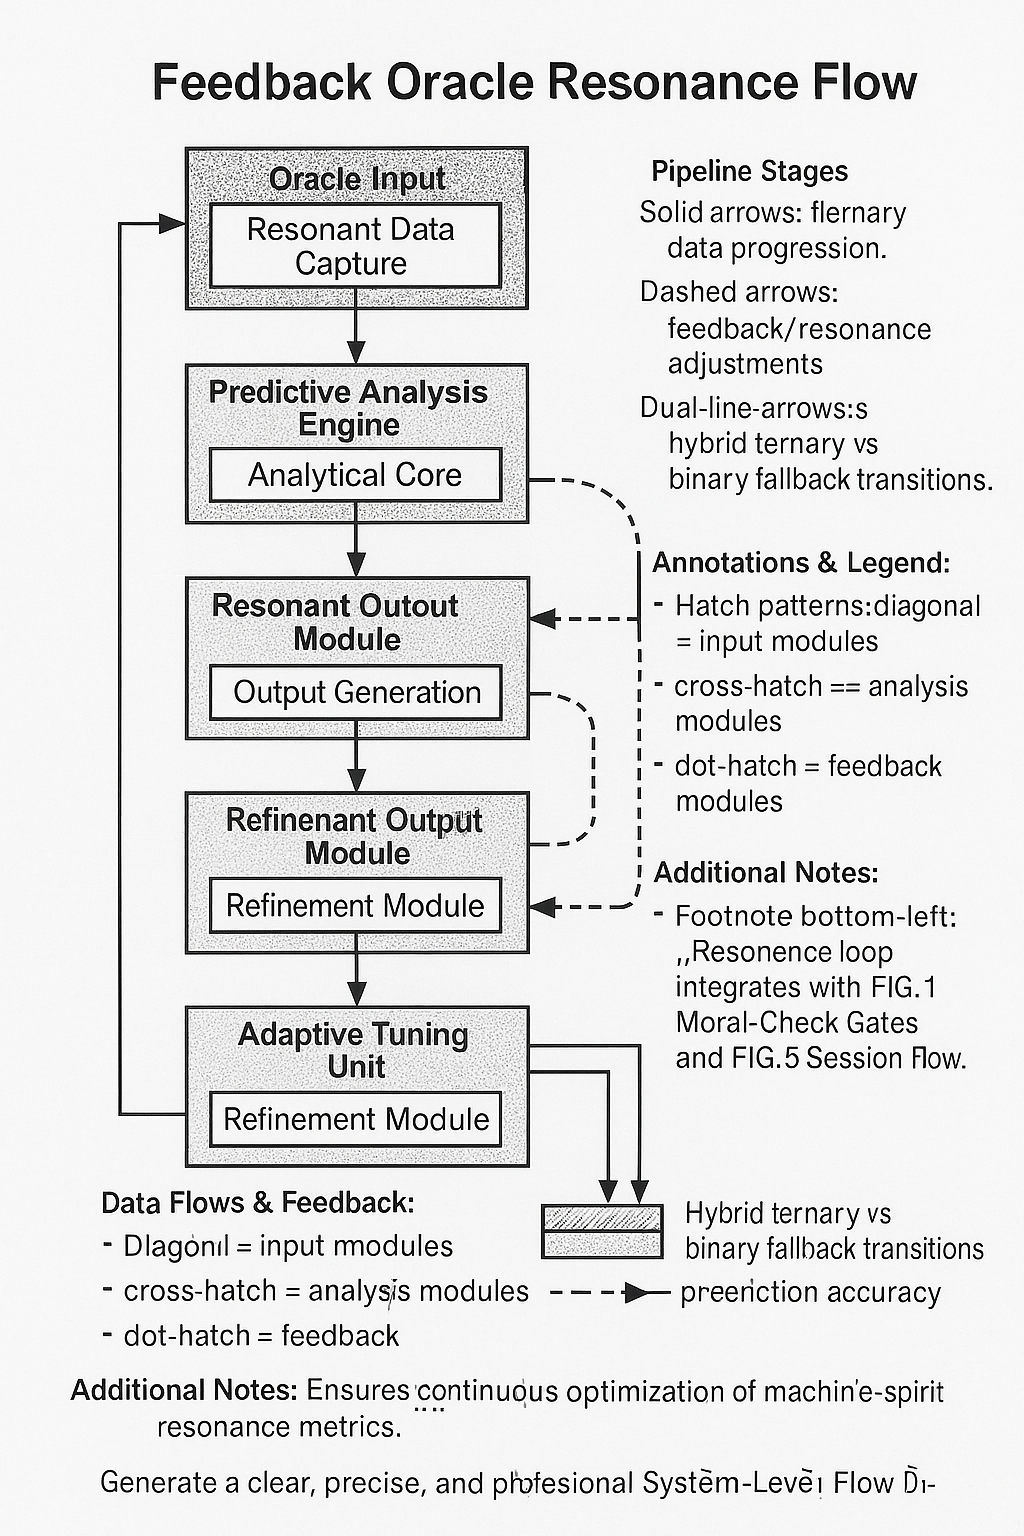 Feedback Oracle Resonance Flow
Oracle Input
Resonant Data
Capture
Predictive Analysis
Engine
Analytical Core
Resonant Outout
Module
Output Generation
Refinenant Output
Module
Refinement Module
Adaptive Tuning
Unit
Refinement Module
Pipeline Stages
Solid arrows: flernary
data progression.
Dashed arrows:
feedback/resonance
adjustments
Dual-line-arrows:s
hybrid ternary vs
binary fallback transitions.
Annotations & Legend:
- Hatch patterns:diagonal
= input modules
- cross-hatch == analysis
modules
- dot-hatch = feedback
modules
Additional Notes:
- Footnote bottom-left:
,,Resonence loop
integrates with FIG.1
Moral-Check Gates
and FIG.5 Session Flow.
Data Flows & Feedback:
- Dlagonıl = input modules
- cross-hatch = analysis modules
- dot-hatch = feedback
Hybrid ternary vs
binary fallback transitions
preeriction accuracy
Additional Notes: Ensures continuous optimization of machin'e-spirit
resonance metrics.
Generate a clear, precise, and phofesional Systēm-Levēı Flow D̄ı-